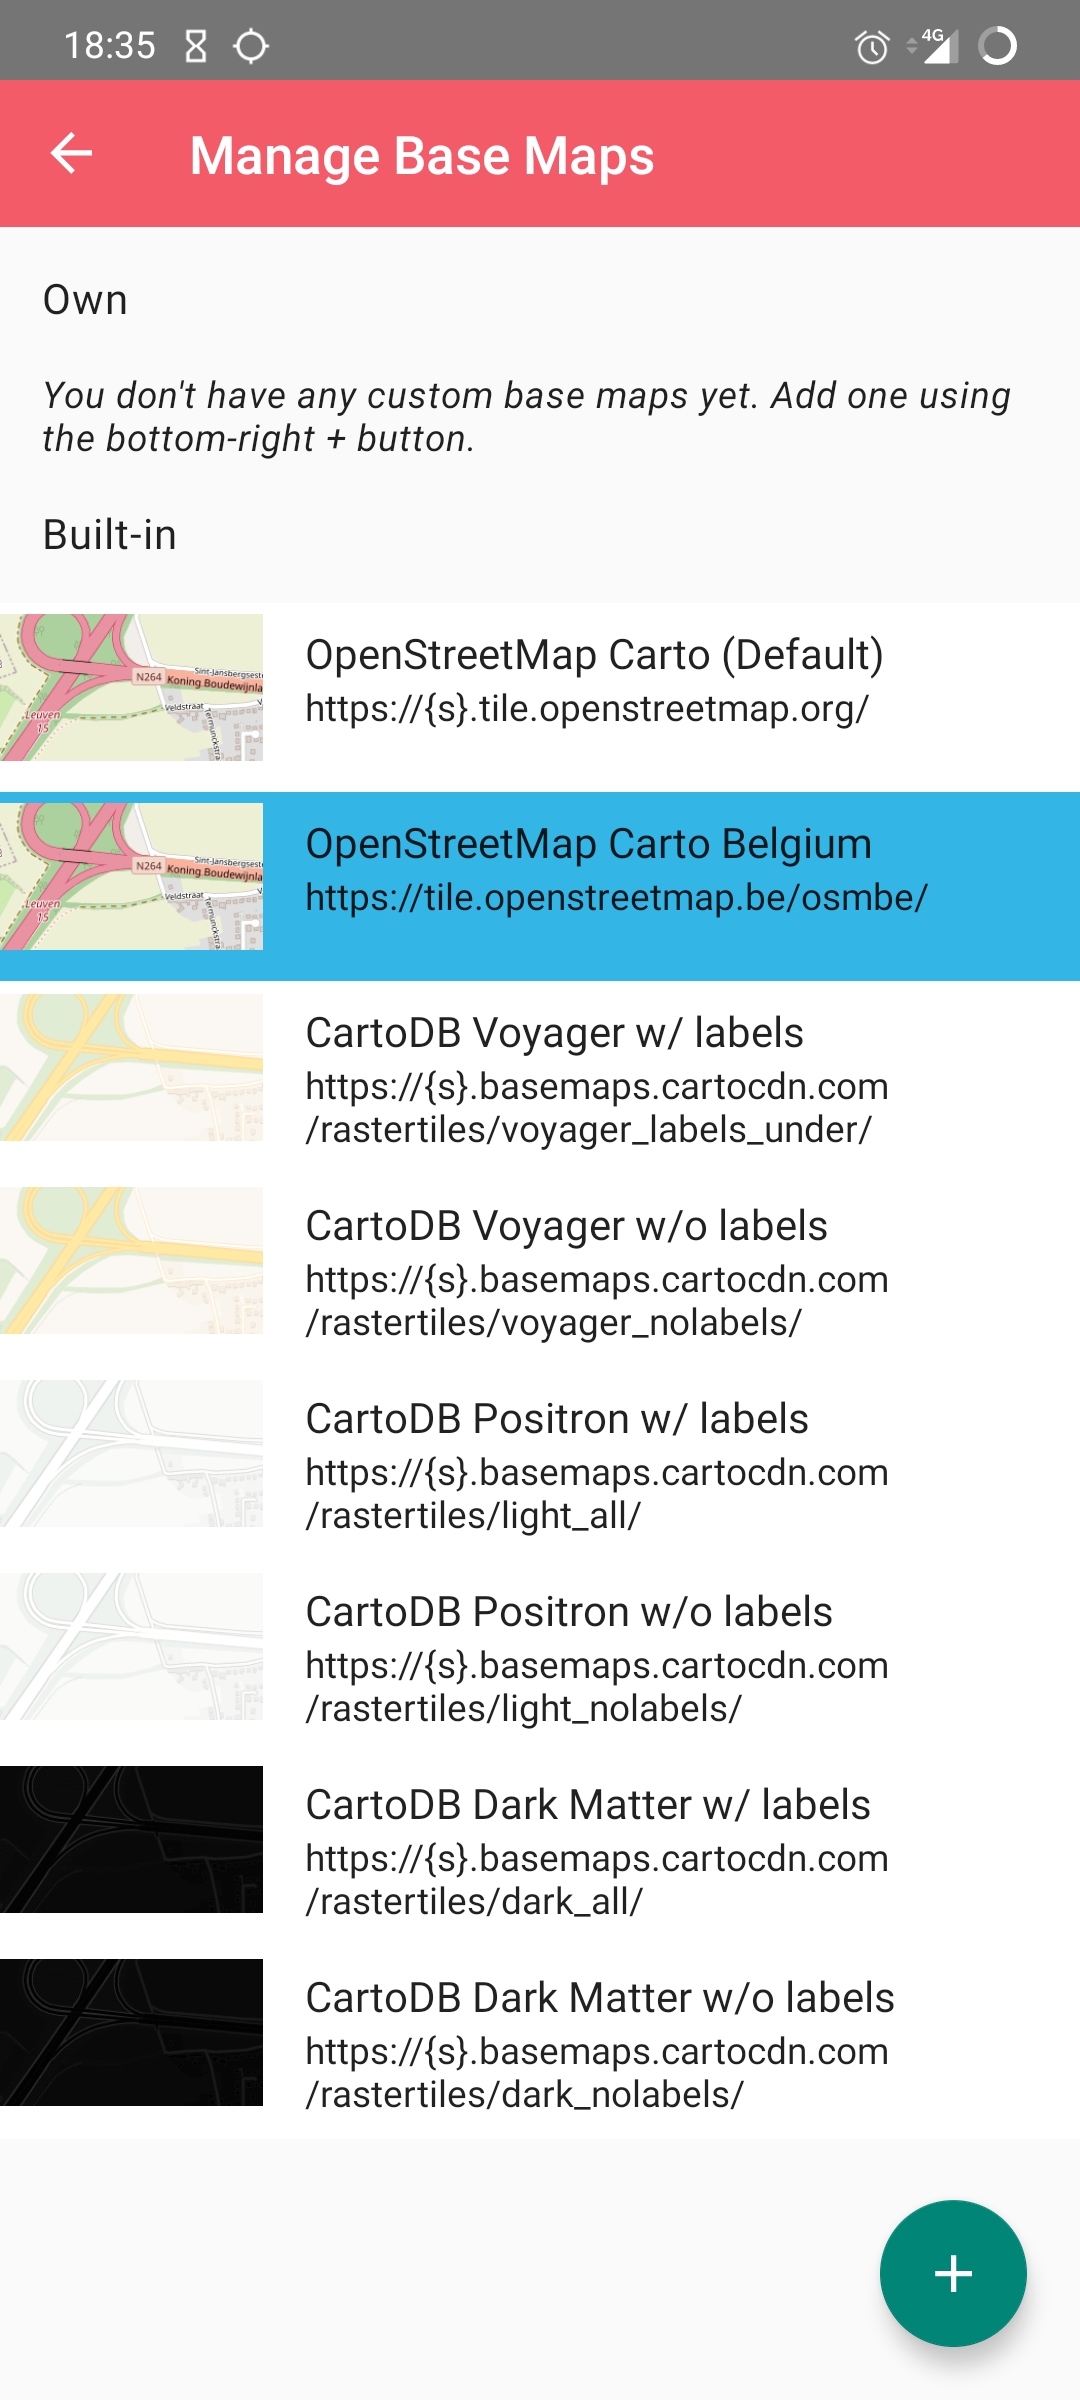 18:35
4G
Manage Base Maps
Own
You don't have any custom base maps yet. Add one using
the bottom-right + button.
Built-in
Sint-Jansbergsest
N264 Koning Boudewijnla
Veldstraat
Leuven
15
OpenStreetMap Carto (Default)
https://{s}.tile.openstreetmap.org/
Sint-Jansbergsest
N264 Koning Boudewijnla
Veldstraat
Leuven
15
OpenStreetMap Carto Belgium
https://tile.openstreetmap.be/osmbe/
CartoDB Voyager w/ labels
https://{s}.basemaps.cartocdn.com
/rastertiles/voyager_labels_under/
CartoDB Voyager w/o labels
https://{s}.basemaps.cartocdn.com
/rastertiles/voyager_nolabels/
CartoDB Positron w/ labels
https://{s}.basemaps.cartocdn.com
/rastertiles/light_all/
CartoDB Positron w/o labels
https://{s}.basemaps.cartocdn.com
/rastertiles/light_nolabels/
CartoDB Dark Matter w/ labels
https://{s}.basemaps.cartocdn.com
/rastertiles/dark_all/
CartoDB Dark Matter w/o labels
https://{s}.basemaps.cartocdn.com
/rastertiles/dark_nolabels/
+